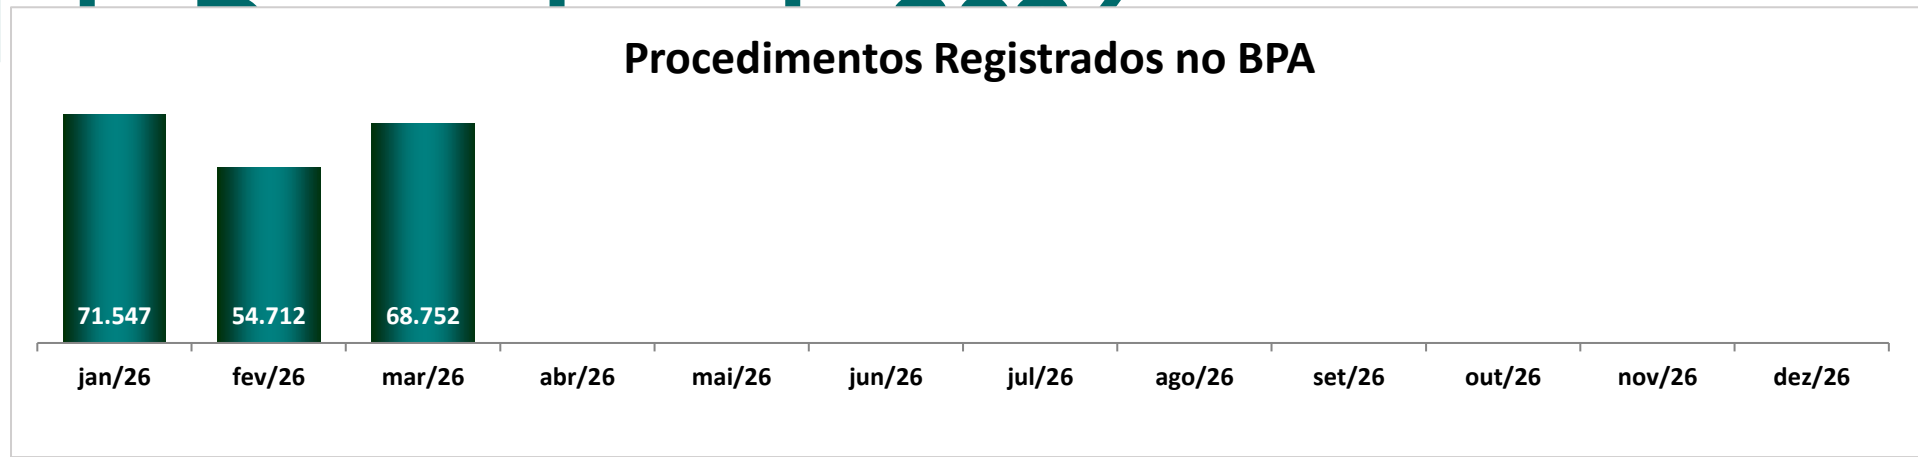 Procedimentos Registrados no BPA
71.547 54.712 68.752
jan/26 fev/26 mar/26 abr/26 mai/26 jun/26 jul/26 ago/26 set/26 out/26 nov/26 dez/26